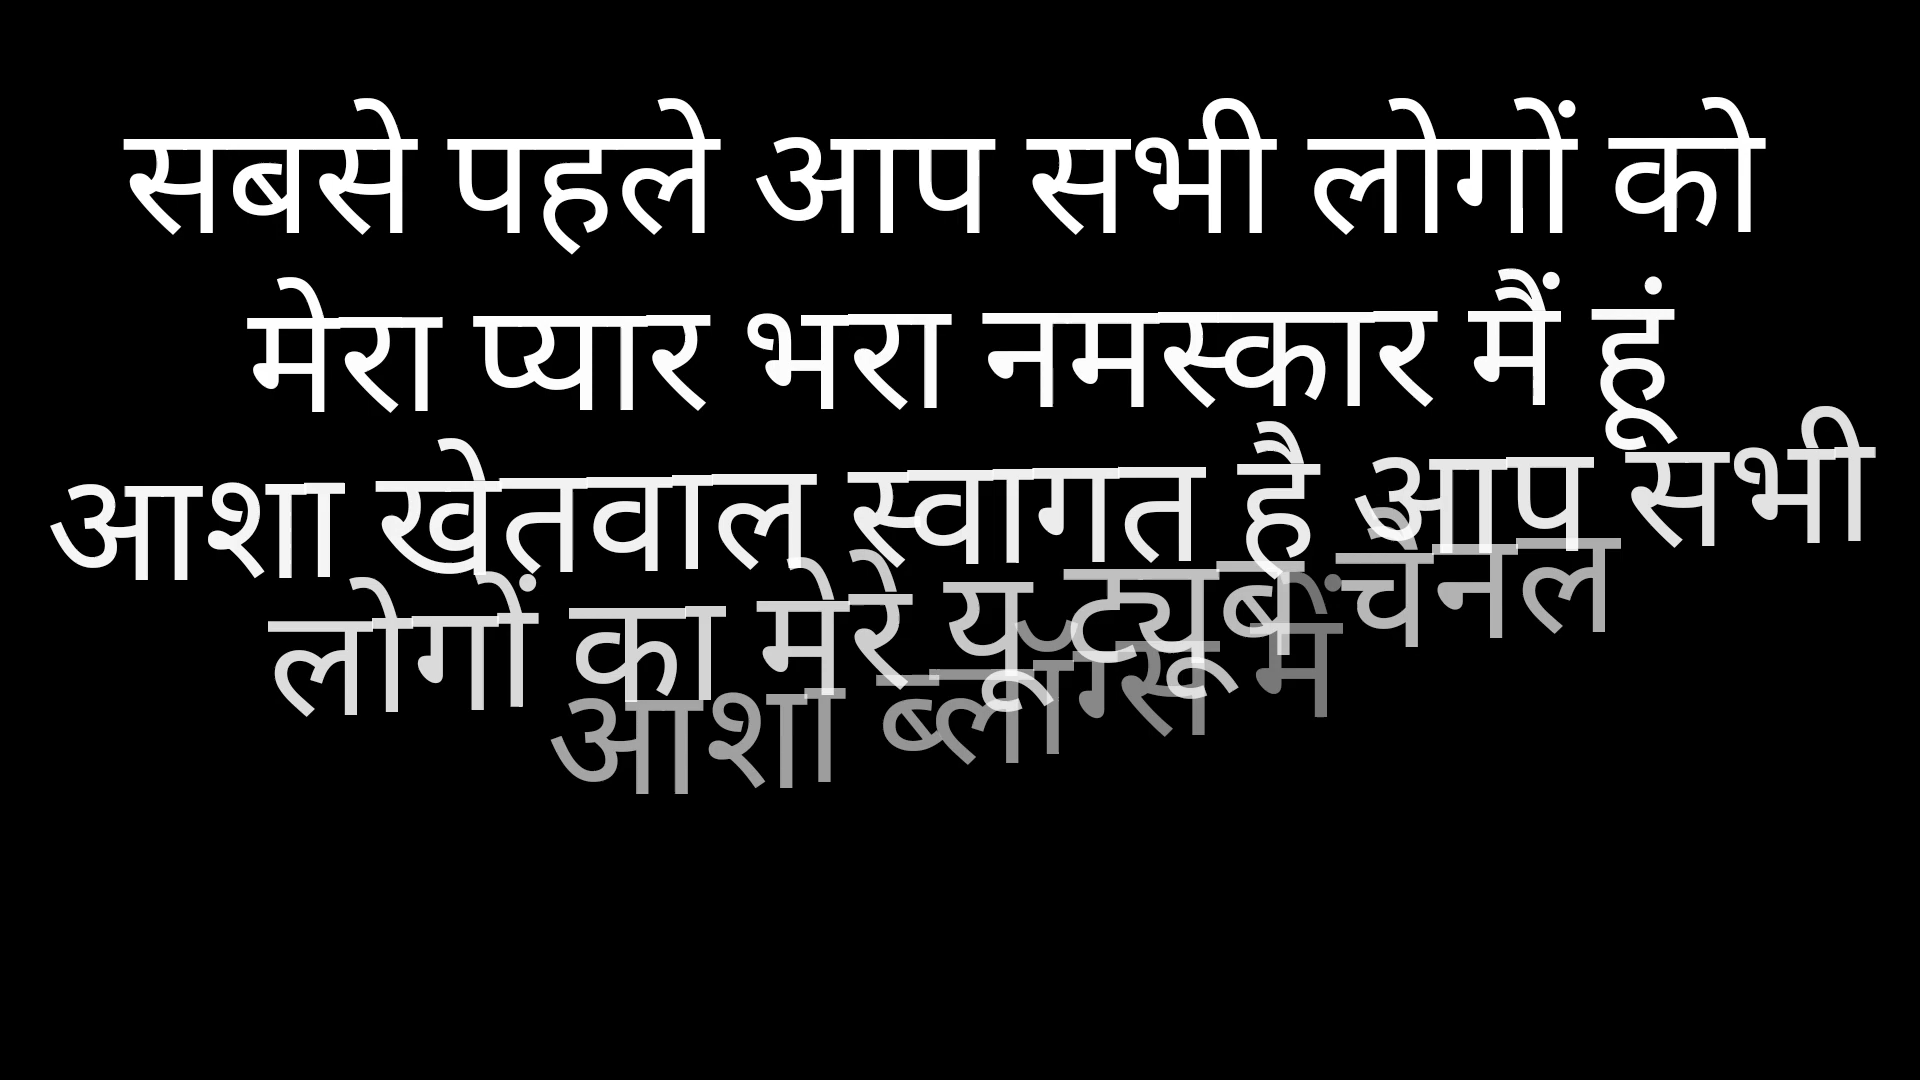 सबसे पहले आप सभी लोगों को
मेरा प्यार भरा नमस्कार मैं हूं
आशा खेतवाल स्वागत है आप सभी
लोगों का मेरे यू ट्यूब चेनल
आशा ब्लॉग्स में